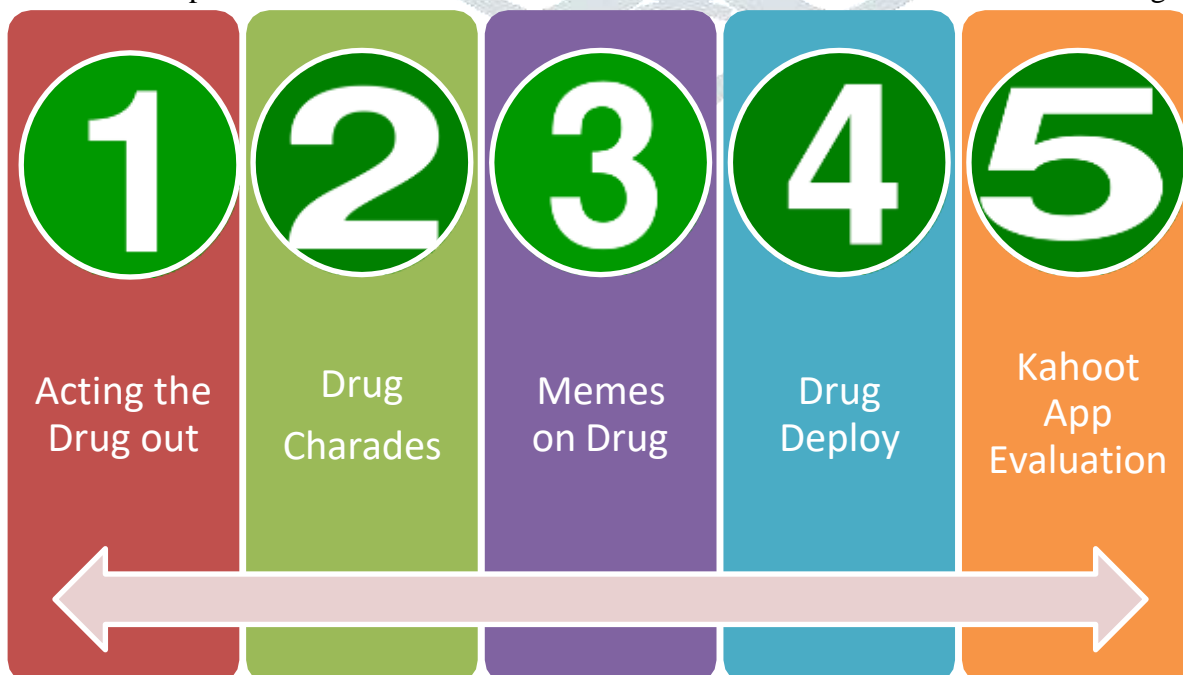 1
2
3
4
5
Acting the
Drug out
Drug
Charades
Memes
on Drug
Drug
Deploy
Kahoot
App
Evaluation